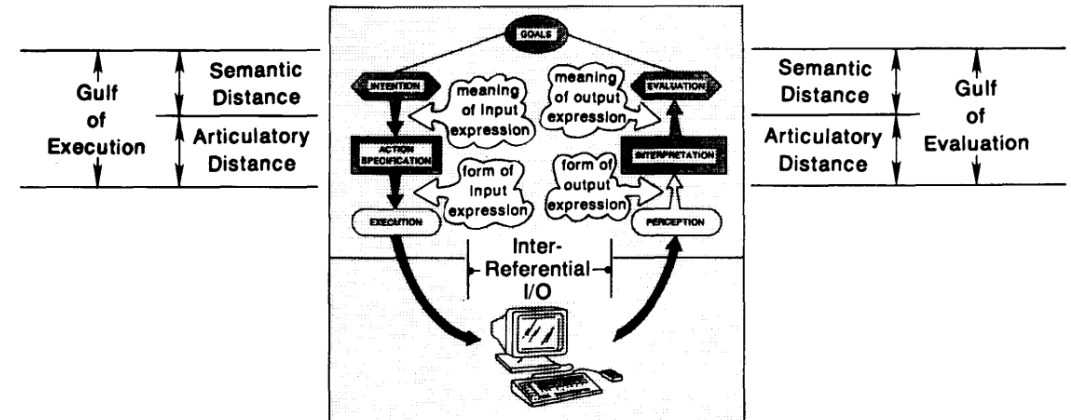 GOALS
Gulf
of
Execution
Semantic
Distance
Articulatory
Distance
INTENTION
meaning
of input
expression
ACTION
SPECIFICATION
form of
input
expression
EXECUTION
meaning
of output
expression
EVALUATION
form of
output
expression
INTERPRETATION
PERCEPTION
Inter-
Referential
I/O
Semantic
Distance
Articulatory
Distance
Gulf
of
Evaluation